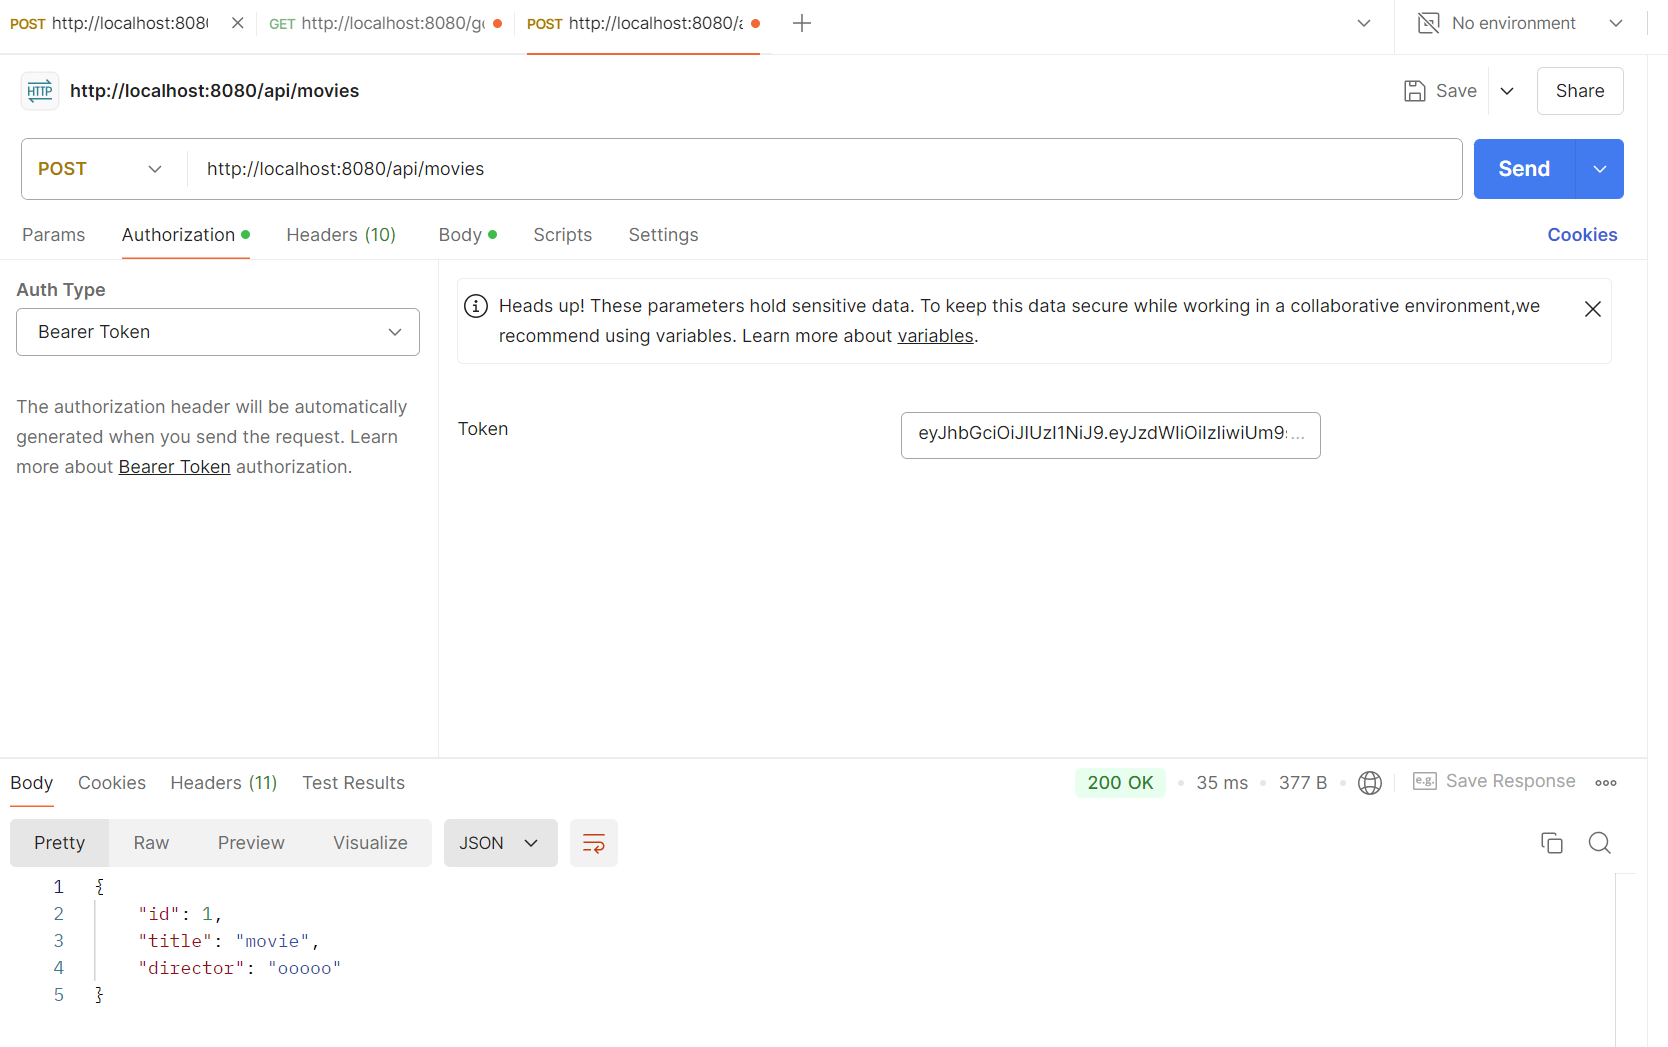 POST http://localhost:808
GET http://localhost:8080/g
POST http://localhost:8080/
No environment
HTTP http://localhost:8080/api/movies
Save
Share
POST http://localhost:8080/api/movies
Send
Params Authorization Headers (10) Body Scripts Settings Cookies
Auth Type
Bearer Token
The authorization header will be automatically
generated when you send the request. Learn
more about Bearer Token authorization.
Heads up! These parameters hold sensitive data. To keep this data secure while working in a collaborative environment,we
recommend using variables. Learn more about variables.
Token
Body Cookies Headers (11) Test Results
200 OK • 35 ms • 377 B •
e.g. Save Response
Pretty Raw Preview Visualize JSON
1 {
2 "id": 1,
3 "title": "movie",
4 "director": "ooooo"
5 }